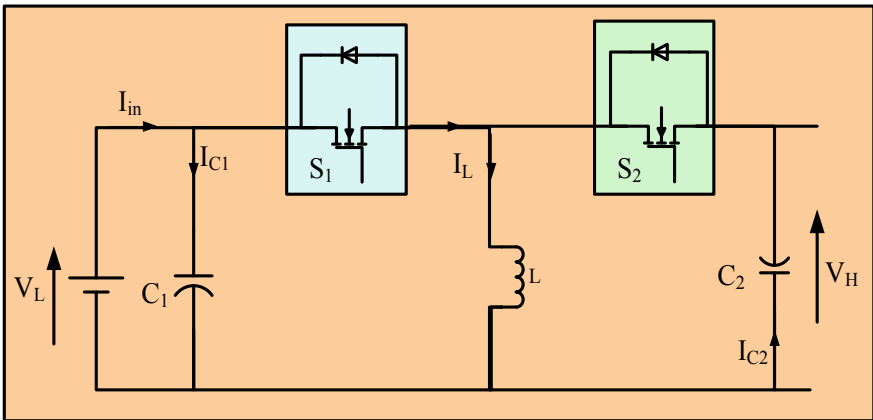 I_in
I_C1
S_1
I_L
S_2
V_L
C_1
L
C_2
V_H
I_C2